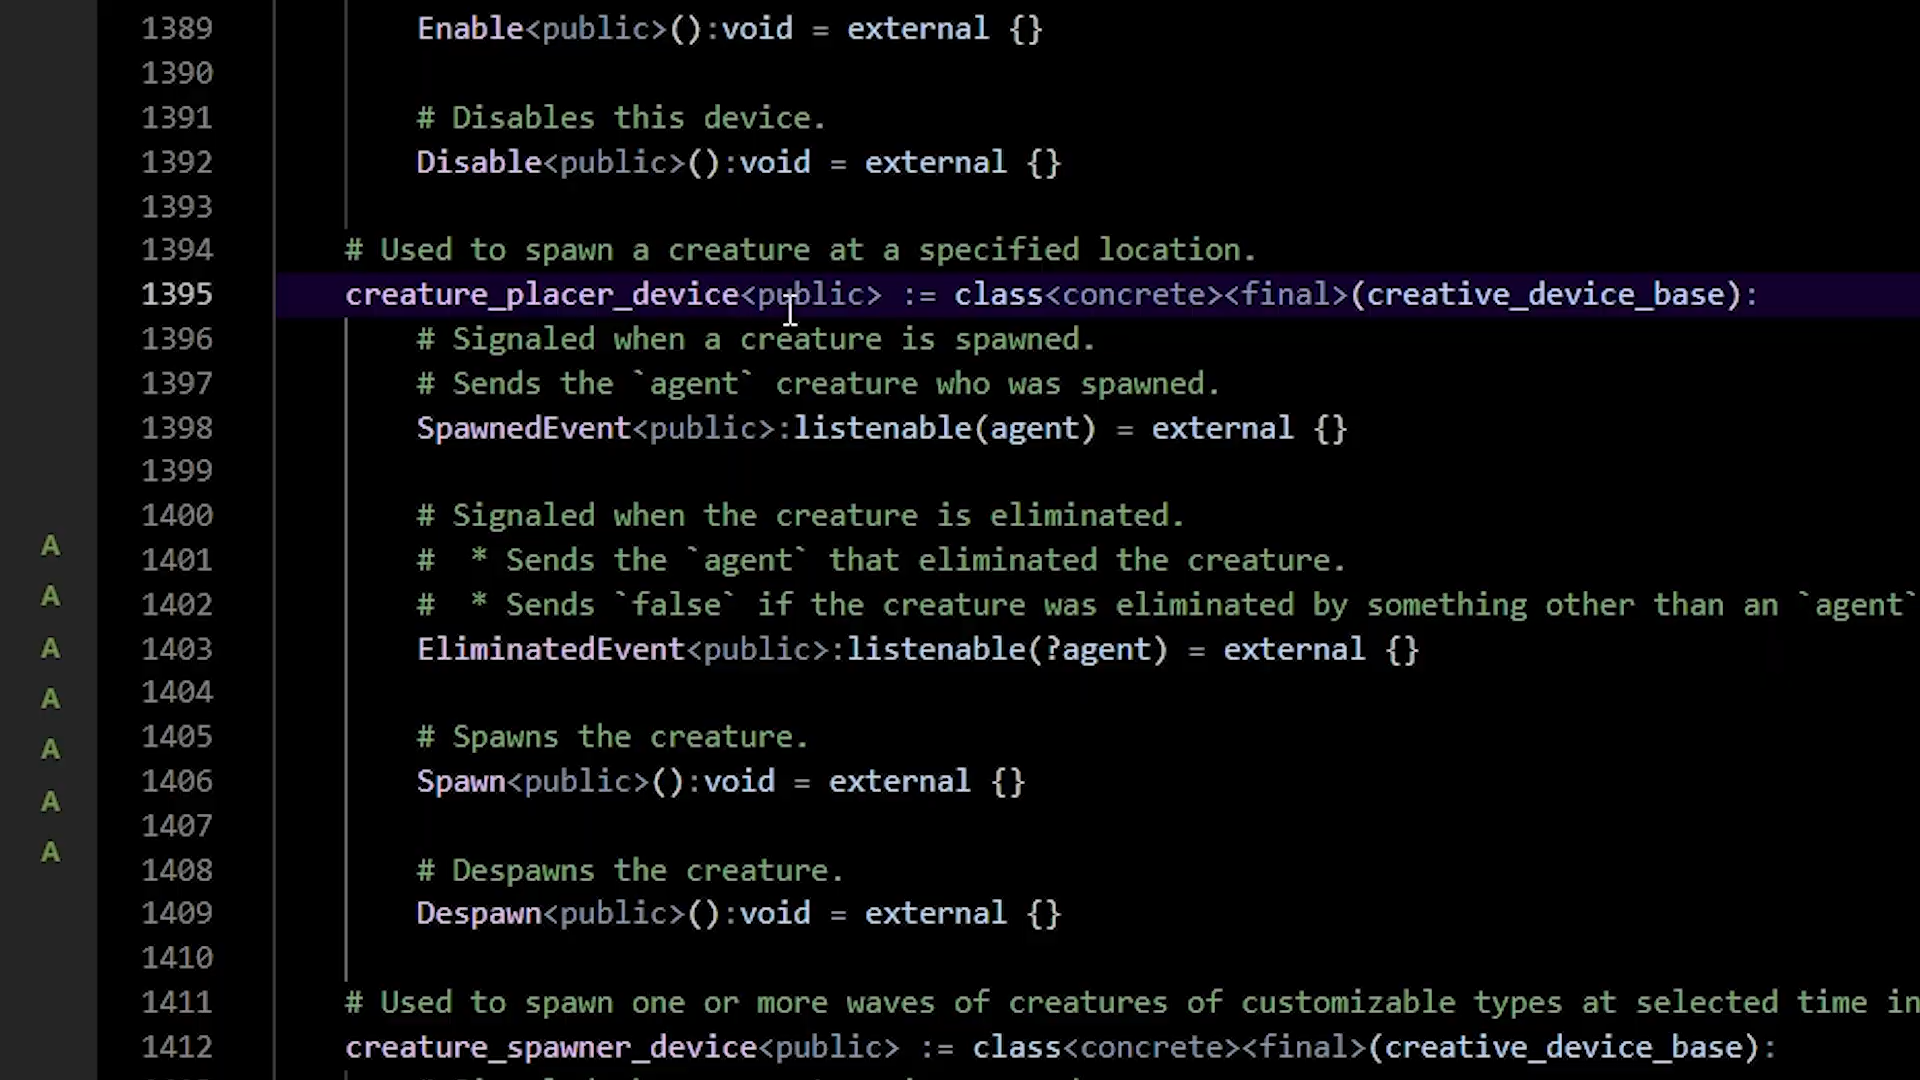 1389 Enable<public>():void = external {}
1390
1391 # Disables this device.
1392 Disable<public>():void = external {}
1393
1394 # Used to spawn a creature at a specified location.
1395 creature_placer_device<public> := class<concrete><final>(creative_device_base):
1396 # Signaled when a creature is spawned.
1397 # Sends the `agent` creature who was spawned.
1398 SpawnedEvent<public>:listenable(agent) = external {}
1399
1400 # Signaled when the creature is eliminated.
A 1401 #  * Sends the `agent` that eliminated the creature.
A 1402 #  * Sends `false` if the creature was eliminated by something other than an `agent`
A 1403 EliminatedEvent<public>:listenable(?agent) = external {}
A 1404
A 1405 # Spawns the creature.
A 1406 Spawn<public>():void = external {}
1407
A 1408 # Despawns the creature.
1409 Despawn<public>():void = external {}
1410
1411 # Used to spawn one or more waves of creatures of customizable types at selected time in
1412 creature_spawner_device<public> := class<concrete><final>(creative_device_base):